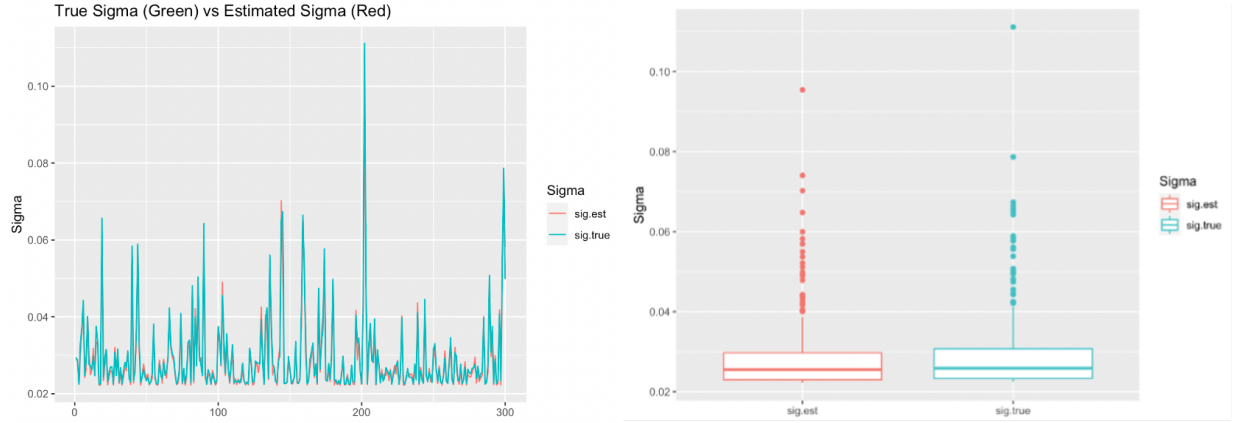 True Sigma (Green) vs Estimated Sigma (Red)
0.10
0.08
0.06
0.04
0.02
Sigma
0 100 200 300
Sigma
sig.est
sig.true
0.10
0.08
0.06
0.04
0.02
Sigma
sig.est sig.true
Sigma
sig.est
sig.true